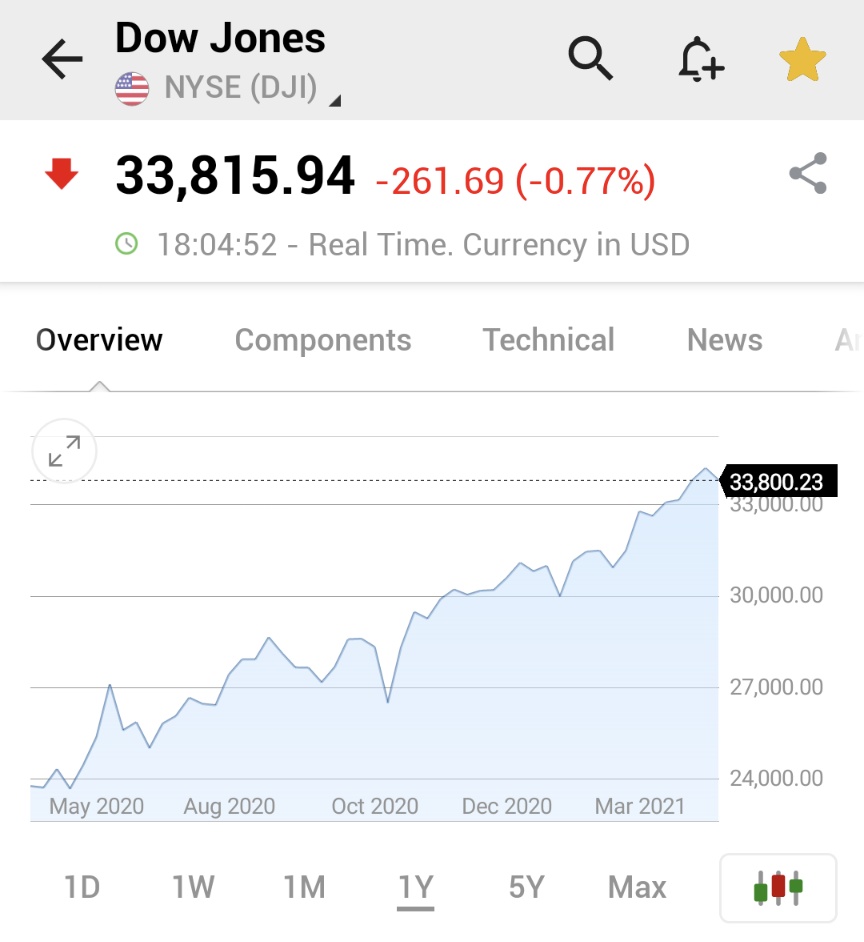 Dow Jones
NYSE (DJI)
33,815.94 -261.69 (-0.77%)
18:04:52 - Real Time. Currency in USD
Overview Components Technical News
33,800.23
33,000.00
30,000.00
27,000.00
24,000.00
May 2020 Aug 2020 Oct 2020 Dec 2020 Mar 2021
1D 1W 1M 1Y 5Y Max